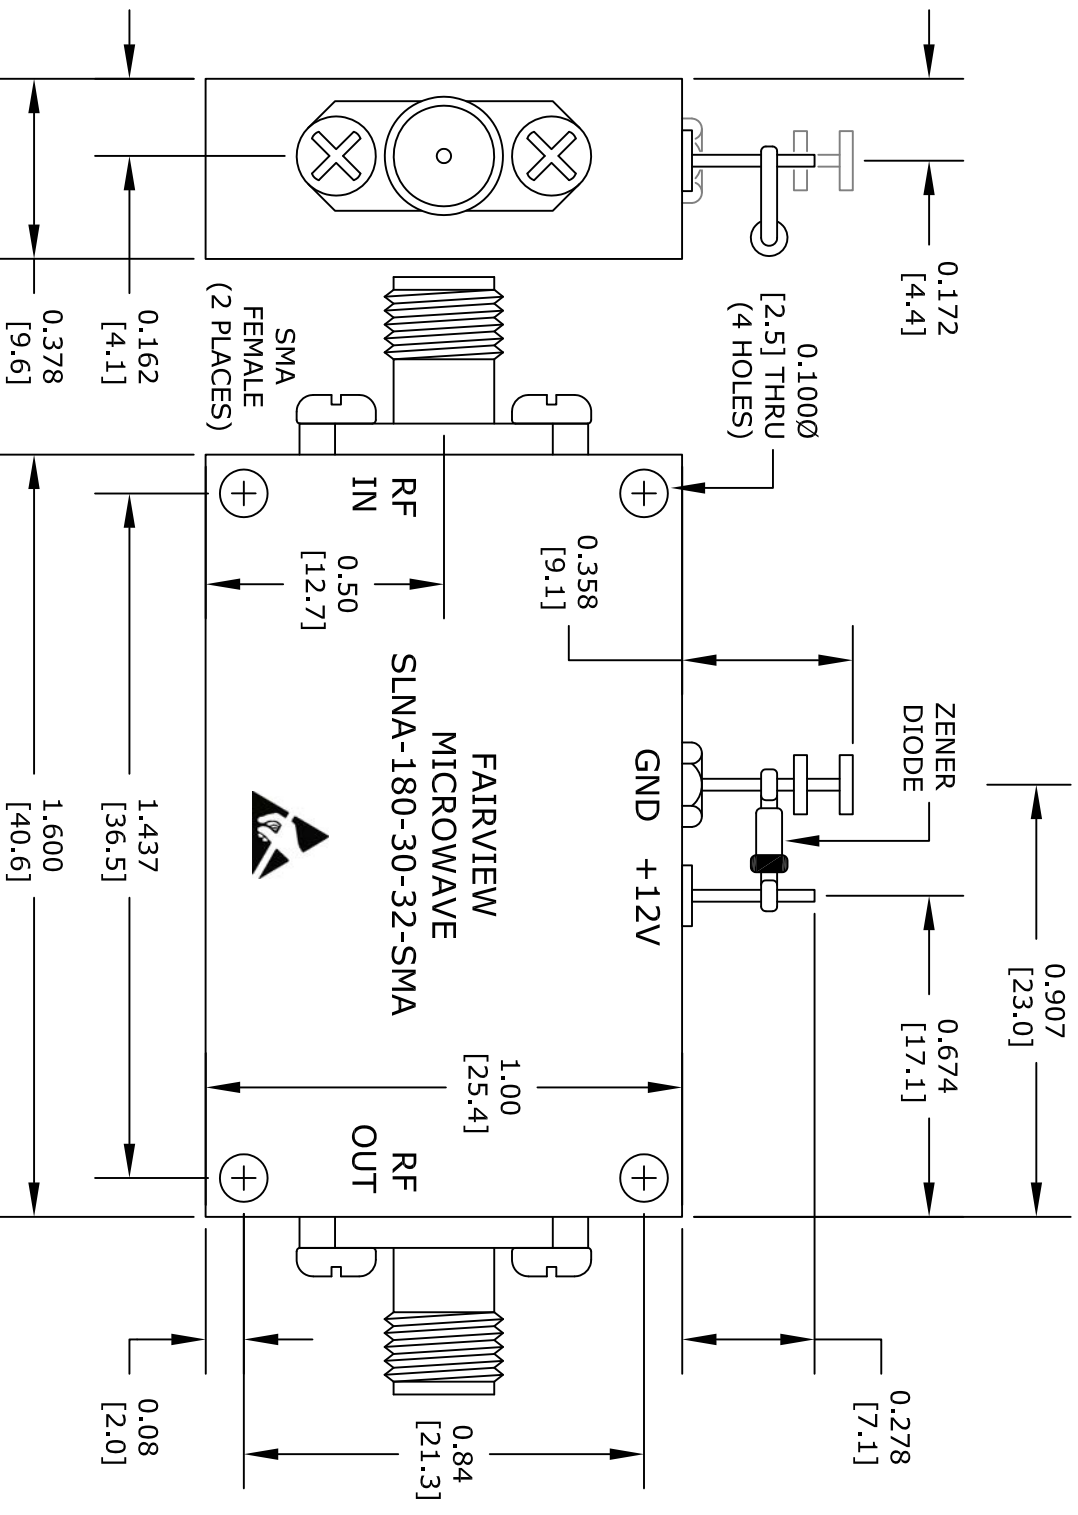 0.907
[23.0]
0.674
[17.1]
ZENER
DIODE
0.172
[4.4]
0.278
[7.1]
0.100Ø
[2.5] THRU
(4 HOLES)
GND +12V
0.358
[9.1]
1.00
[25.4]
FAIRVIEW
MICROWAVE
SLNA-180-30-32-SMA
RF
IN
RF
OUT
0.50
[12.7]
0.84
[21.3]
SMA
FEMALE
(2 PLACES)
0.162
[4.1]
1.437
[36.5]
0.08
[2.0]
0.378
[9.6]
1.600
[40.6]